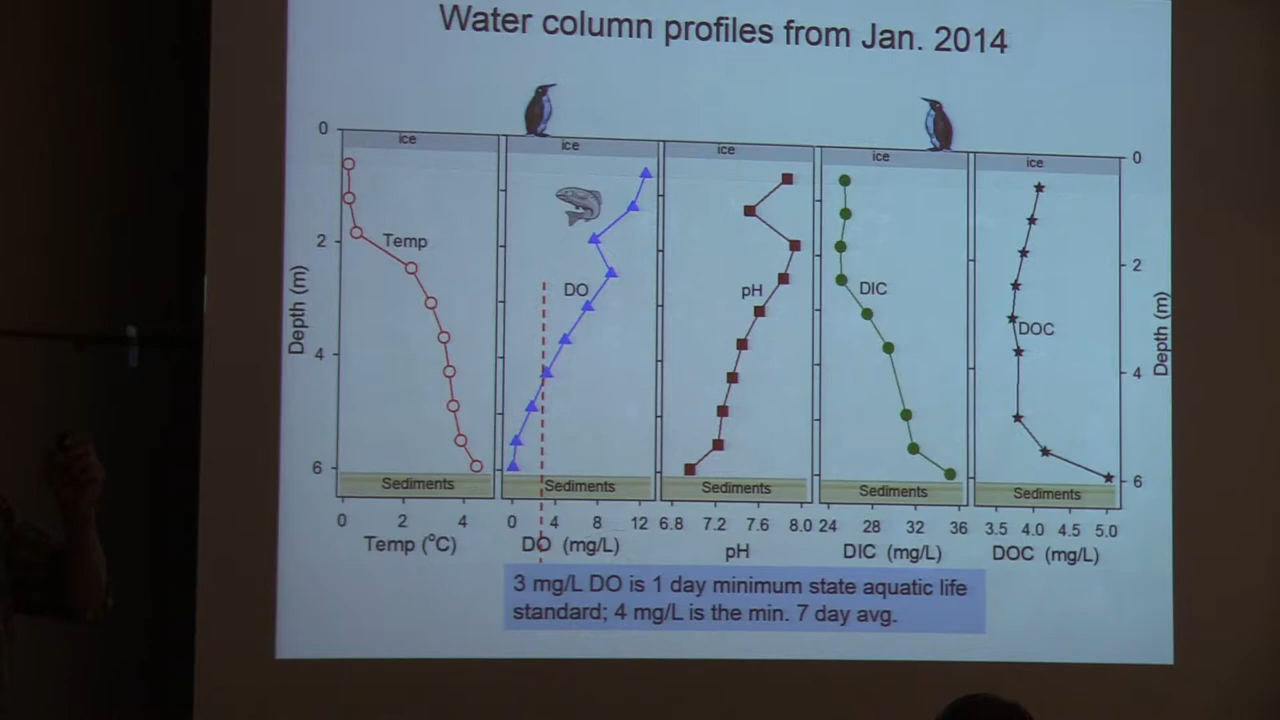 Water column profiles from Jan. 2014
0 ice ice ice ice ice 0
2 Temp 2
Depth (m) DO pH DIC DOC Depth (m)
4 4
6 6
Sediments Sediments Sediments Sediments Sediments
0 2 4 0 4 8 12 6.8 7.2 7.6 8.0 24 28 32 36 3.5 4.0 4.5 5.0
Temp (°C) DO (mg/L) pH DIC (mg/L) DOC (mg/L)
3 mg/L DO is 1 day minimum state aquatic life
standard; 4 mg/L is the min. 7 day avg.